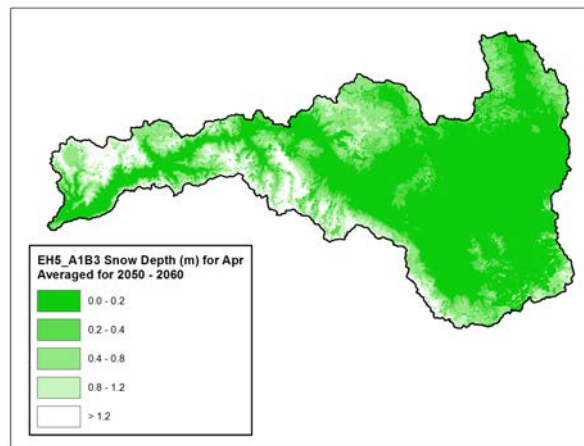 EH5_A1B3 Snow Depth (m) for Apr
Averaged for 2050 - 2060
0.0 - 0.2
0.2 - 0.4
0.4 - 0.8
0.8 - 1.2
> 1.2